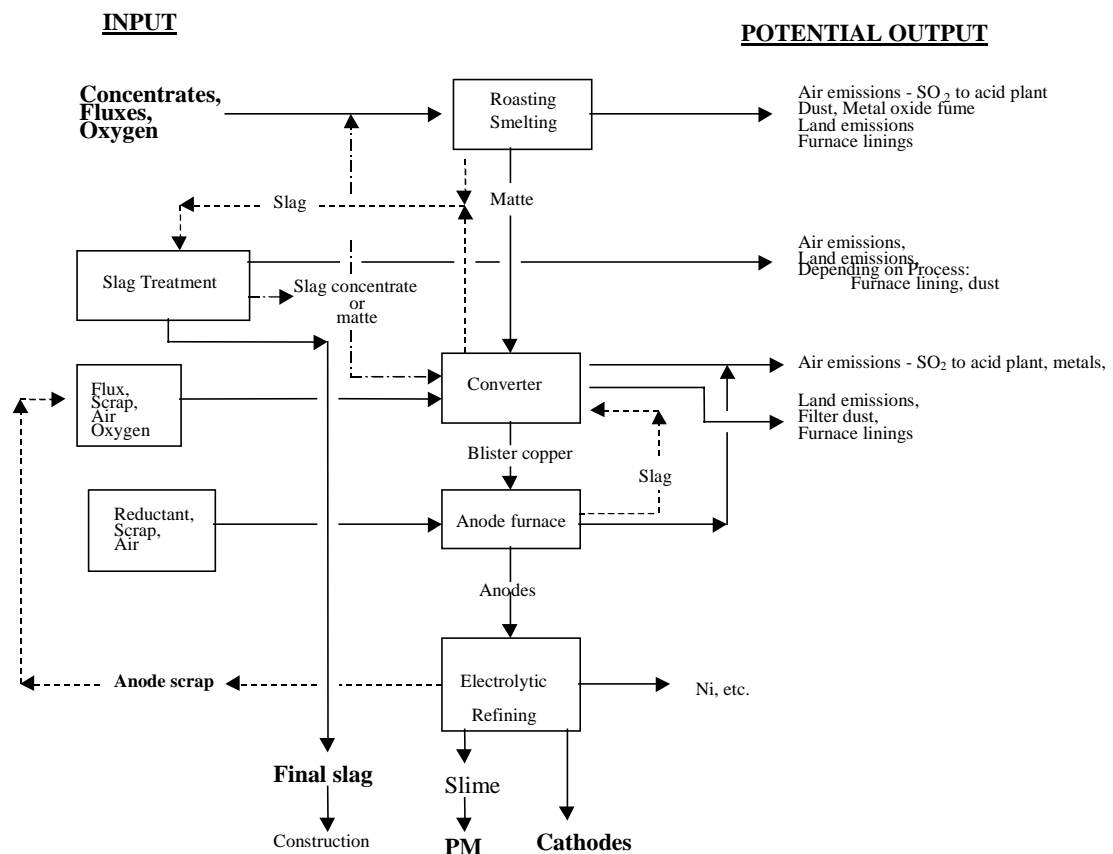 INPUT
POTENTIAL OUTPUT
Concentrates,
Fluxes,
Oxygen
Roasting
Smelting
Air emissions - SO2 to acid plant
Dust, Metal oxide fume
Land emissions
Furnace linings
Slag
Matte
Slag Treatment
Slag concentrate
or
matte
Air emissions,
Land emissions,
Depending on Process:
Furnace lining, dust
Flux,
Scrap,
Air
Oxygen
Converter
Air emissions - SO2 to acid plant, metals,
Land emissions,
Filter dust,
Furnace linings
Blister copper
Slag
Reductant,
Scrap,
Air
Anode furnace
Anodes
Anode scrap
Electrolytic
Refining
Ni, etc.
Final slag
Slime
Construction
PM
Cathodes